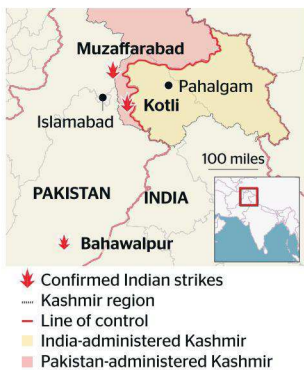 Muzaffarabad
Pahalgam
Kotli
Islamabad
100 miles
PAKISTAN
INDIA
Bahawalpur
Confirmed Indian strikes
Kashmir region
Line of control
India-administered Kashmir
Pakistan-administered Kashmir